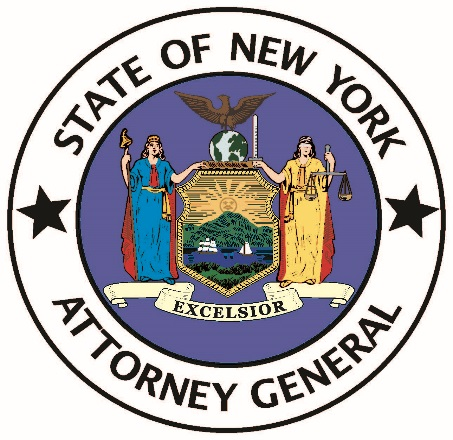 STATE OF NEW YORK
EXCELSIOR
ATTORNEY GENERAL